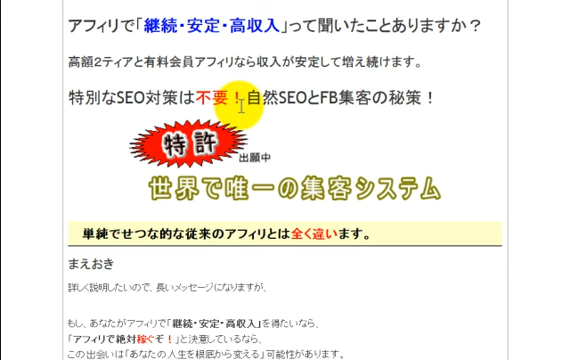 アフィリで「継続・安定・高収入」って聞いたことありますか？
高額２ティアと有料会員アフィリなら収入が安定して増え続けます。
特別なSEO対策は不要！自然SEOとFB集客の秘策！
特許出願中
世界で唯一の集客システム
単純でせつな的な従来のアフィリとは全く違います。
まえおき
詳しく説明したいので、長いメッセージになりますが、
もし、あなたがアフィリで「継続・安定・高収入」を得たいなら、
「アフィリで絶対稼ぐぞ！」と決意しているなら、
この出会いは「あなたの人生を根底から変える」可能性があります。